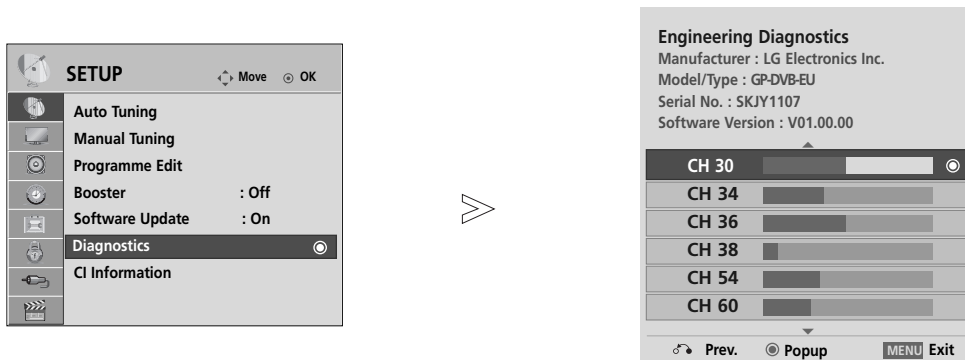 SETUP
Move OK
Auto Tuning
Manual Tuning
Programme Edit
Booster : Off
Software Update : On
Diagnostics
CI Information
Engineering Diagnostics
Manufacturer : LG Electronics Inc.
Model/Type : GP-DVB-EU
Serial No. : SKJY1107
Software Version : V01.00.00
CH 30
CH 34
CH 36
CH 38
CH 54
CH 60
Prev. Popup MENU Exit